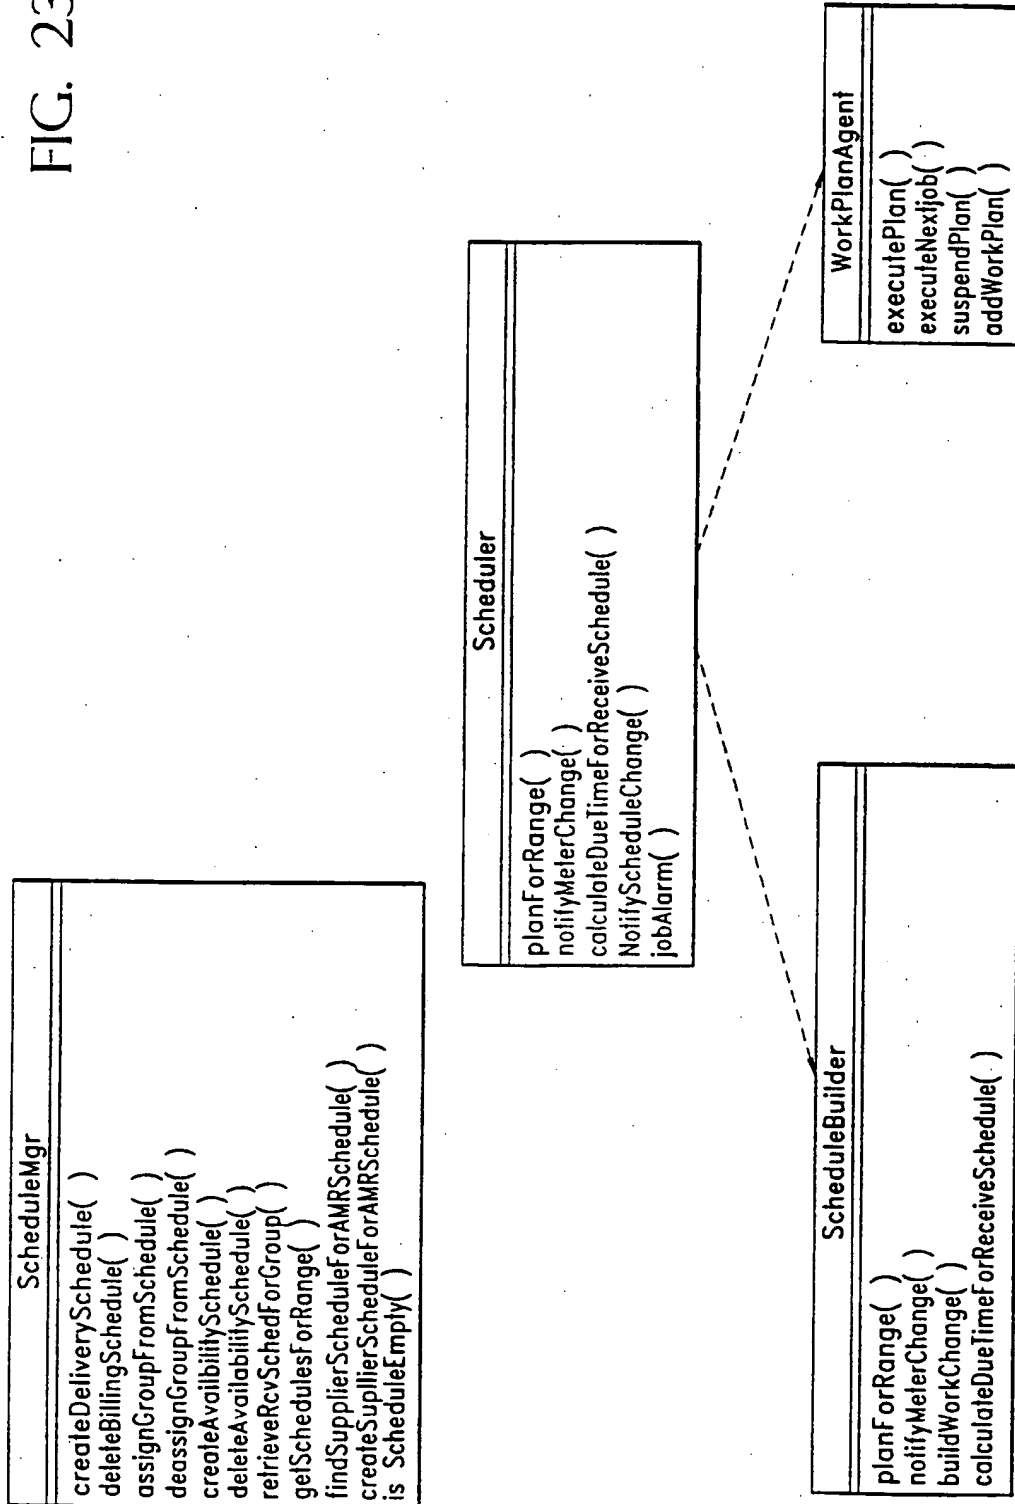 FIG. 23
ScheduleMgr
createDeliverySchedule( )
deleteBillingSchedule( )
assignGroupFromSchedule( )
deassignGroupFromSchedule( )
createAvailbilitySchedule( )
deleteAvailabilitySchedule( )
retrieveRcvSchedForGroup( )
getSchedulesForRange( )
findSupplierScheduleForAMRSchedule( )
createSupllierScheduleForAMRSchedule( )
is ScheduleEmpty( )
Scheduler
planForRange( )
notifyMeterChange( )
calculateDueTimeForReceiveSchedule( )
NotifyScheduleChange( )
jobAlarm( )
ScheduleBuilder
planForRange( )
notifyMeterChange( )
buildWorkChange( )
calculateDueTimeForReceiveSchedule( )
WorkPlanAgent
executePlan( )
executeNextjob( )
suspendPlan( )
addWorkPlan( )